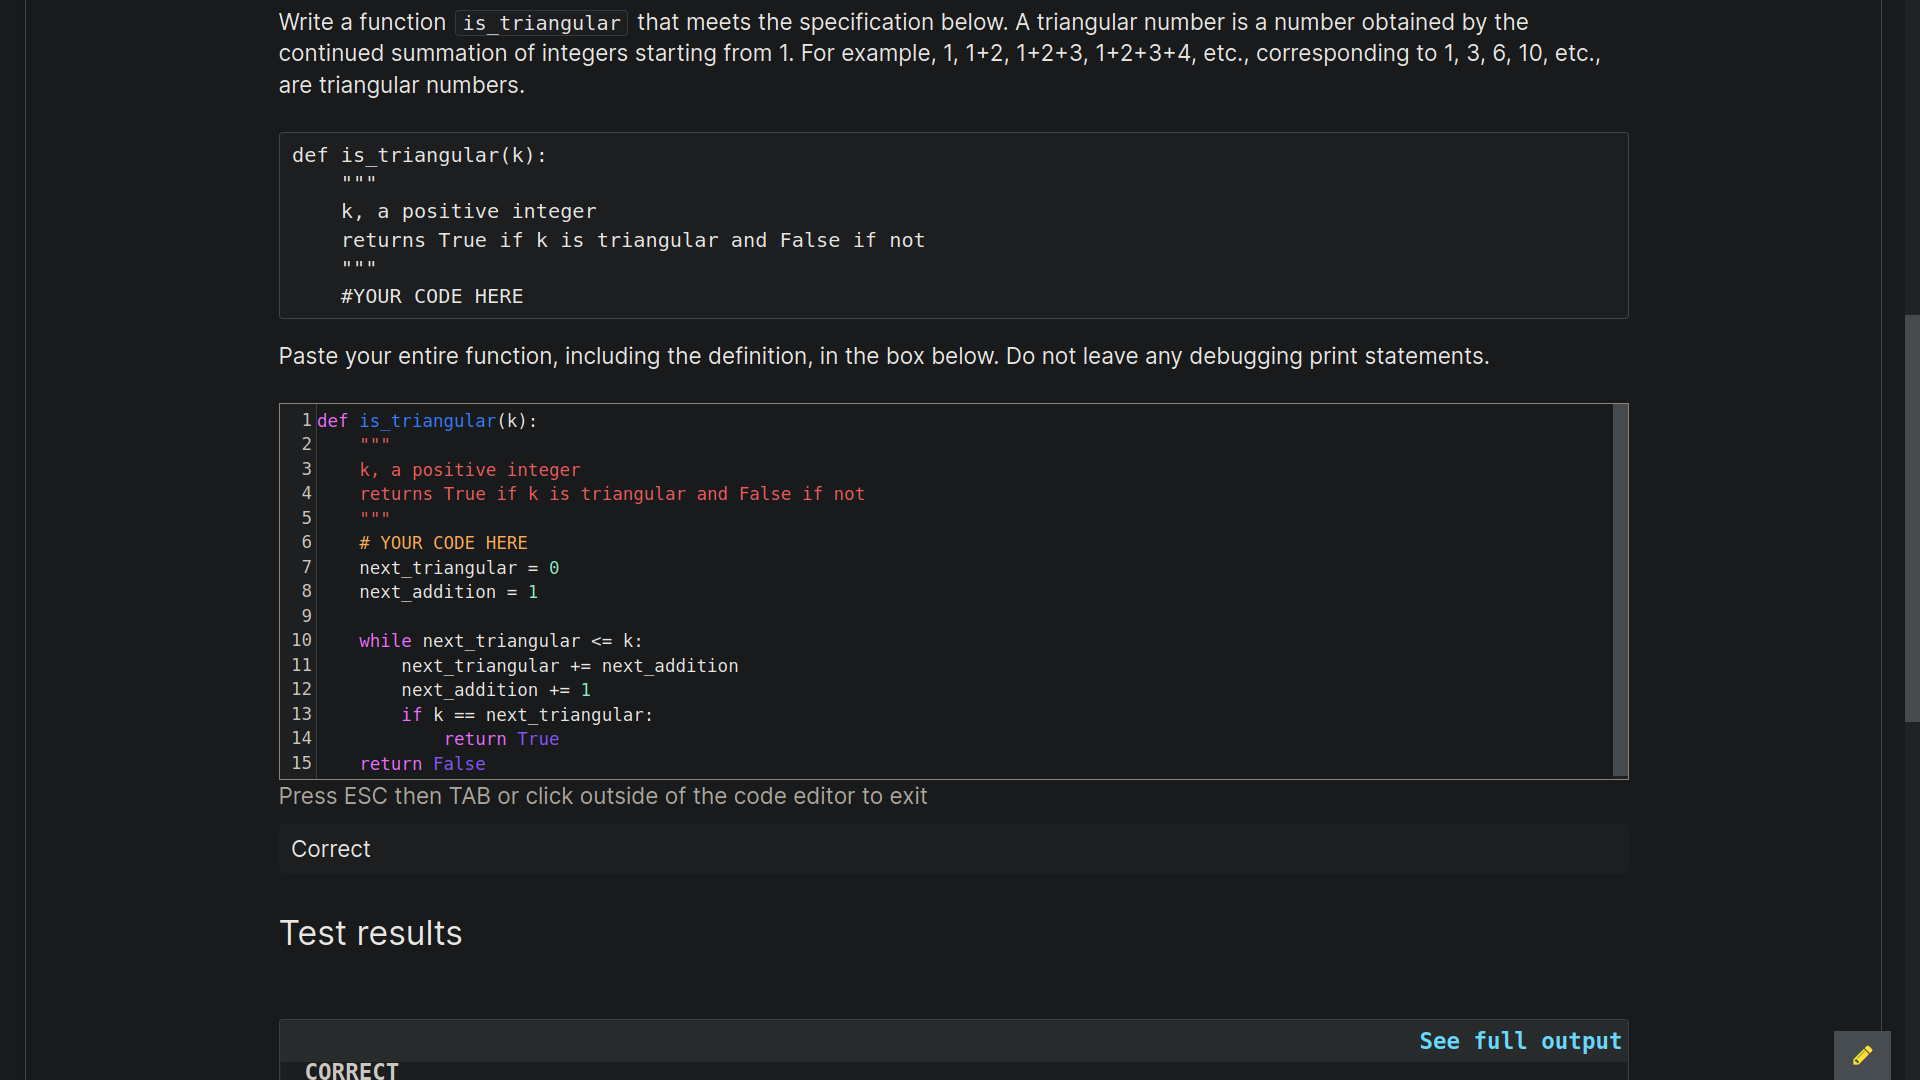 Write a function is_triangular that meets the specification below. A triangular number is a number obtained by the
continued summation of integers starting from 1. For example, 1, 1+2, 1+2+3, 1+2+3+4, etc., corresponding to 1, 3, 6, 10, etc.,
are triangular numbers.
def is_triangular(k):
    """
    k, a positive integer
    returns True if k is triangular and False if not
    """
    #YOUR CODE HERE
Paste your entire function, including the definition, in the box below. Do not leave any debugging print statements.
1 def is_triangular(k):
2     """
3     k, a positive integer
4     returns True if k is triangular and False if not
5     """
6     # YOUR CODE HERE
7     next_triangular = 0
8     next_addition = 1
9
10     while next_triangular <= k:
11         next_triangular += next_addition
12         next_addition += 1
13         if k == next_triangular:
14             return True
15     return False
Press ESC then TAB or click outside of the code editor to exit
Correct
Test results
See full output
CORRECT